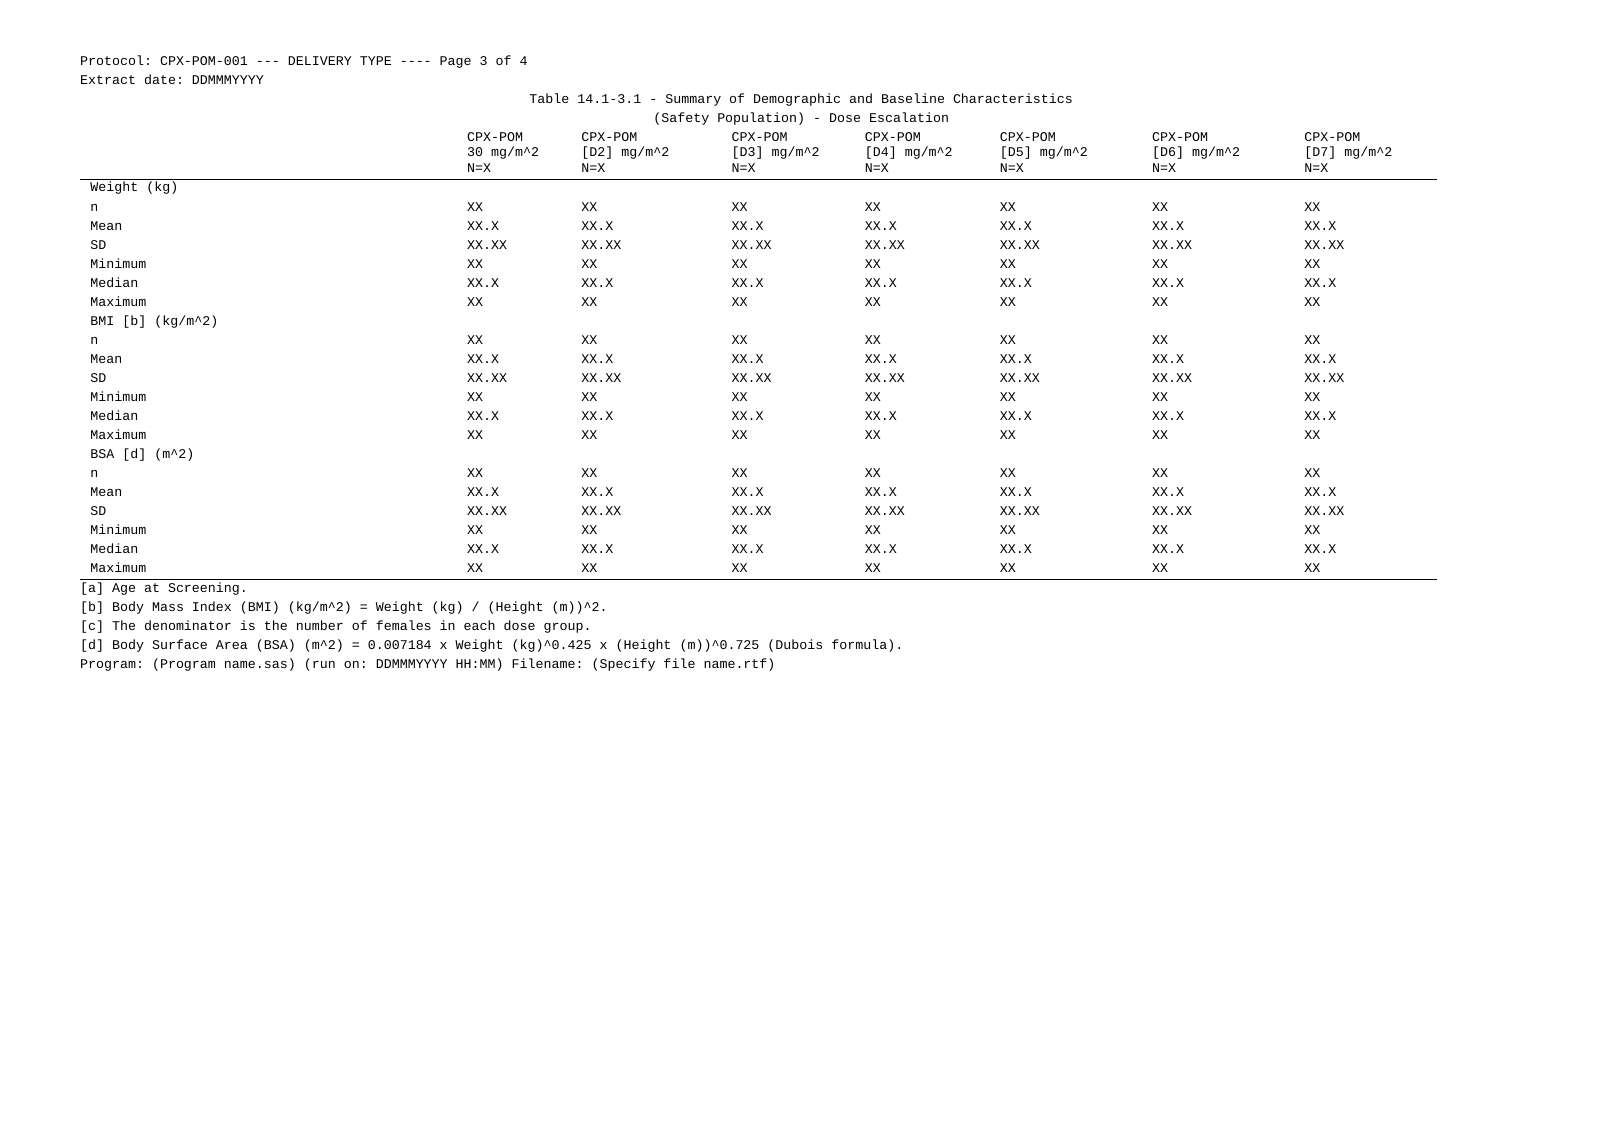 Protocol: CPX-POM-001 --- DELIVERY TYPE ---- Page 3 of 4
Extract date: DDMMMYYYY
Table 14.1-3.1 - Summary of Demographic and Baseline Characteristics
(Safety Population) - Dose Escalation
CPX-POM CPX-POM CPX-POM CPX-POM CPX-POM CPX-POM CPX-POM
30 mg/m^2 [D2] mg/m^2 [D3] mg/m^2 [D4] mg/m^2 [D5] mg/m^2 [D6] mg/m^2 [D7] mg/m^2
N=X N=X N=X N=X N=X N=X N=X
Weight (kg)
n XX XX XX XX XX XX XX
Mean XX.X XX.X XX.X XX.X XX.X XX.X XX.X
SD XX.XX XX.XX XX.XX XX.XX XX.XX XX.XX XX.XX
Minimum XX XX XX XX XX XX XX
Median XX.X XX.X XX.X XX.X XX.X XX.X XX.X
Maximum XX XX XX XX XX XX XX
BMI [b] (kg/m^2)
n XX XX XX XX XX XX XX
Mean XX.X XX.X XX.X XX.X XX.X XX.X XX.X
SD XX.XX XX.XX XX.XX XX.XX XX.XX XX.XX XX.XX
Minimum XX XX XX XX XX XX XX
Median XX.X XX.X XX.X XX.X XX.X XX.X XX.X
Maximum XX XX XX XX XX XX XX
BSA [d] (m^2)
n XX XX XX XX XX XX XX
Mean XX.X XX.X XX.X XX.X XX.X XX.X XX.X
SD XX.XX XX.XX XX.XX XX.XX XX.XX XX.XX XX.XX
Minimum XX XX XX XX XX XX XX
Median XX.X XX.X XX.X XX.X XX.X XX.X XX.X
Maximum XX XX XX XX XX XX XX
[a] Age at Screening.
[b] Body Mass Index (BMI) (kg/m^2) = Weight (kg) / (Height (m))^2.
[c] The denominator is the number of females in each dose group.
[d] Body Surface Area (BSA) (m^2) = 0.007184 x Weight (kg)^0.425 x (Height (m))^0.725 (Dubois formula).
Program: (Program name.sas) (run on: DDMMMYYYY HH:MM) Filename: (Specify file name.rtf)